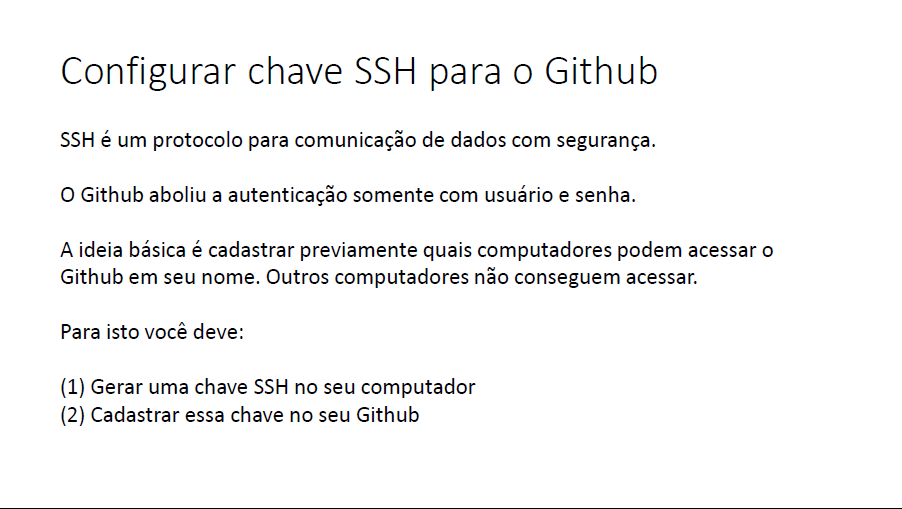 Configurar chave SSH para o Github
SSH é um protocolo para comunicação de dados com segurança.
O Github aboliu a autenticação somente com usuário e senha.
A ideia básica é cadastrar previamente quais computadores podem acessar o
Github em seu nome. Outros computadores não conseguem acessar.
Para isto você deve:
(1) Gerar uma chave SSH no seu computador
(2) Cadastrar essa chave no seu Github